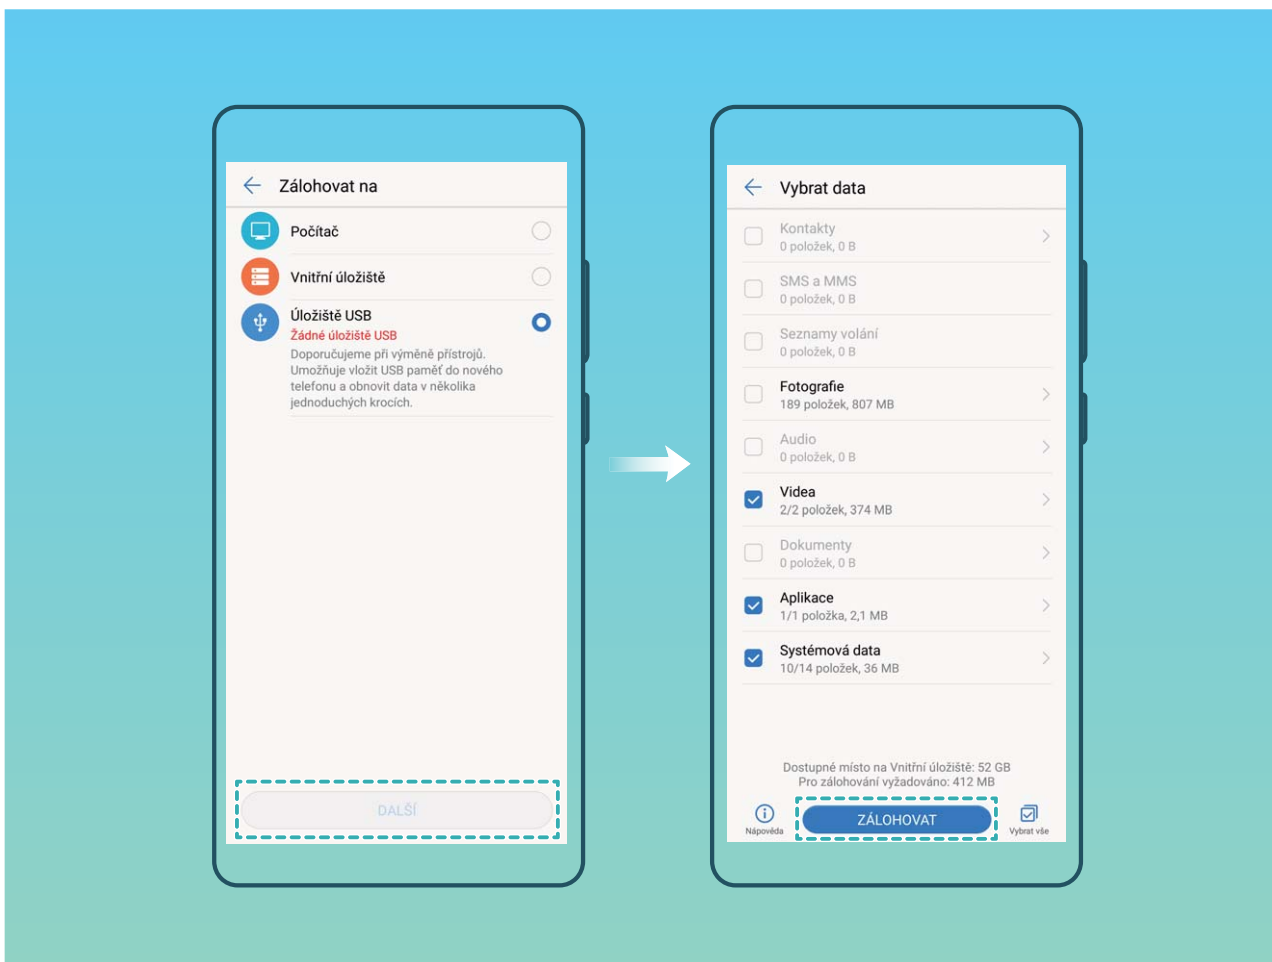 Zálohovat na
Počítač
Vnitřní úložiště
Úložiště USB
Žádné úložiště USB
Doporučujeme při výměně přístrojů.
Umožňuje vložit USB paměť do nového
telefonu a obnovit data v několika
jednoduchých krocích.
DALŠÍ
Vybrat data
Kontakty
0 položek, 0 B
SMS a MMS
0 položek, 0 B
Seznamy volání
0 položek, 0 B
Fotografie
189 položek, 807 MB
Audio
0 položek, 0 B
Videa
2/2 položek, 374 MB
Dokumenty
0 položek, 0 B
Aplikace
1/1 položka, 2,1 MB
Systémová data
10/14 položek, 36 MB
Dostupné místo na Vnitřní úložiště: 52 GB
Pro zálohování vyžadováno: 412 MB
Nápověda
ZÁLOHOVAT
Vybrat vše